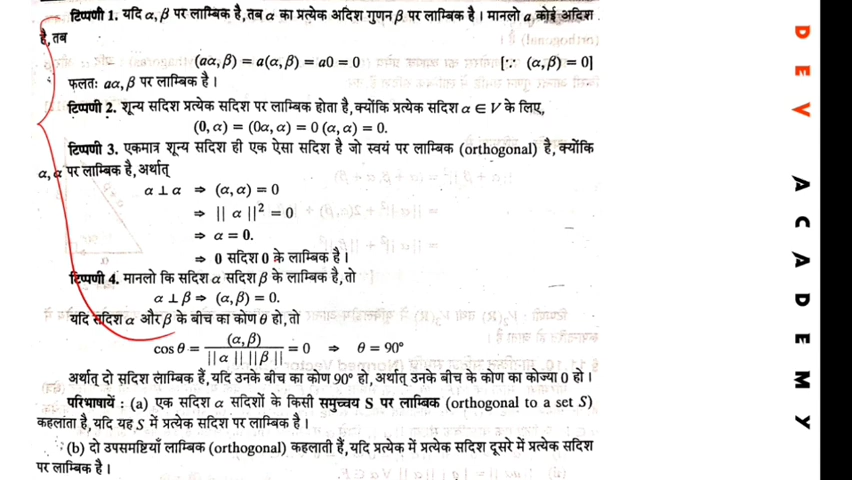 टिप्पणी 1. यदि α, β पर लाम्बिक है, तब α का प्रत्येक अदिश गुणन β पर लाम्बिक है। मानलो a कोई अदिश
है, तब
(aα, β) = a(α, β) = a0 = 0 [∵ (α, β) = 0]
फलतः aα, β पर लाम्बिक है।
टिप्पणी 2. शून्य सदिश प्रत्येक सदिश पर लाम्बिक होता है, क्योंकि प्रत्येक सदिश α ∈ V के लिए,
(0, α) = (0α, α) = 0 (α, α) = 0.
टिप्पणी 3. एकमात्र शून्य सदिश ही एक ऐसा सदिश है जो स्वयं पर लाम्बिक (orthogonal) है, क्योंकि
α, α पर लाम्बिक है, अर्थात्
α ⊥ α ⇒ (α, α) = 0
⇒ || α ||² = 0
⇒ α = 0.
⇒ 0 सदिश 0 के लाम्बिक है।
टिप्पणी 4. मानलो कि सदिश α सदिश β के लाम्बिक है, तो
α ⊥ β ⇒ (α, β) = 0.
यदि सदिश α और β के बीच का कोण θ हो, तो
cos θ = (α, β) / || α || || β || = 0 ⇒ θ = 90°
अर्थात् दो सदिश लाम्बिक हैं, यदि उनके बीच का कोण 90° हो, अर्थात् उनके बीच के कोण का कोज्या 0 हो।
परिभाषायें : (a) एक सदिश α सदिशों के किसी समुच्चय S पर लाम्बिक (orthogonal to a set S)
कहलाता है, यदि यह S में प्रत्येक सदिश पर लाम्बिक है।
(b) दो उपसमष्टियाँ लाम्बिक (orthogonal) कहलाती हैं, यदि प्रत्येक में प्रत्येक सदिश दूसरे में प्रत्येक सदिश
पर लाम्बिक है।
DEV ACADEMY